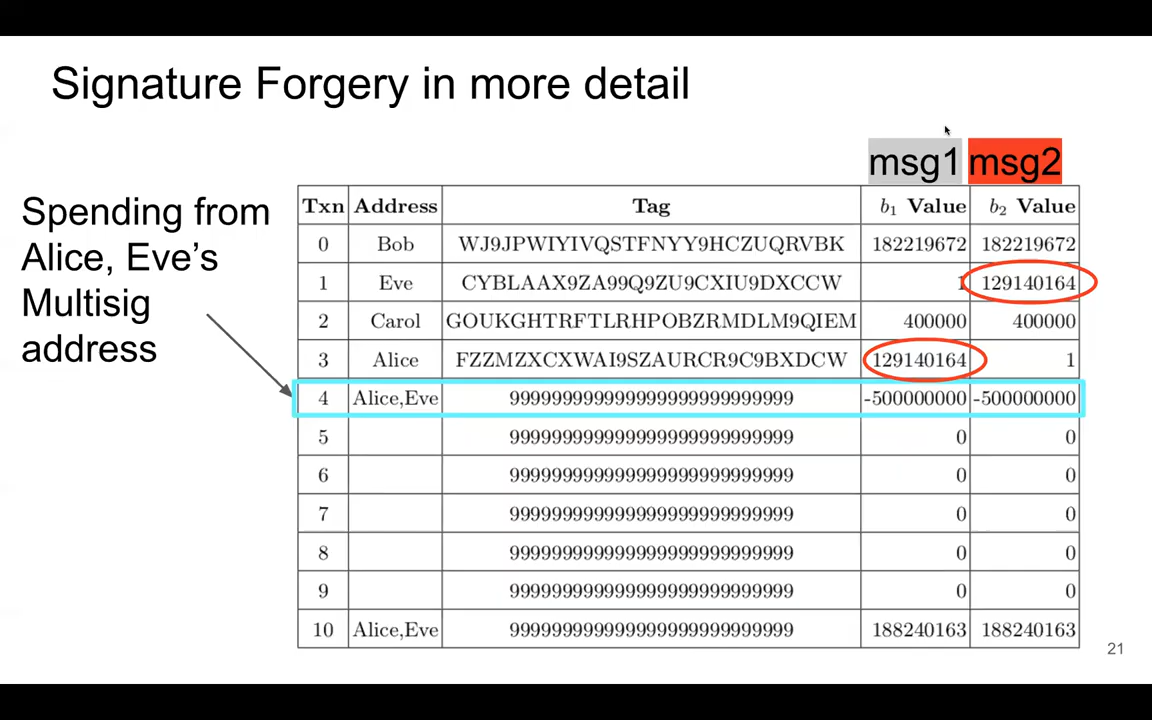 Signature Forgery in more detail
msg1 msg2
Spending from
Alice, Eve's
Multisig
address
Txn Address Tag b₁ Value b₂ Value
0 Bob WJ9JPWIYIVQSTFNYY9HCZUQRVBK 182219672 182219672
1 Eve CYBLAAX9ZA99Q9ZU9CXIU9DXCCW 1 129140164
2 Carol GOUKGHTRFTLRHPOBZRMDLM9QIEM 400000 400000
3 Alice FZZMZXCXWAI9SZAURCR9C9BXDCW 129140164 1
4 Alice,Eve 999999999999999999999999999 -500000000 -500000000
5 999999999999999999999999999 0 0
6 999999999999999999999999999 0 0
7 999999999999999999999999999 0 0
8 999999999999999999999999999 0 0
9 999999999999999999999999999 0 0
10 Alice,Eve 999999999999999999999999999 188240163 188240163
21